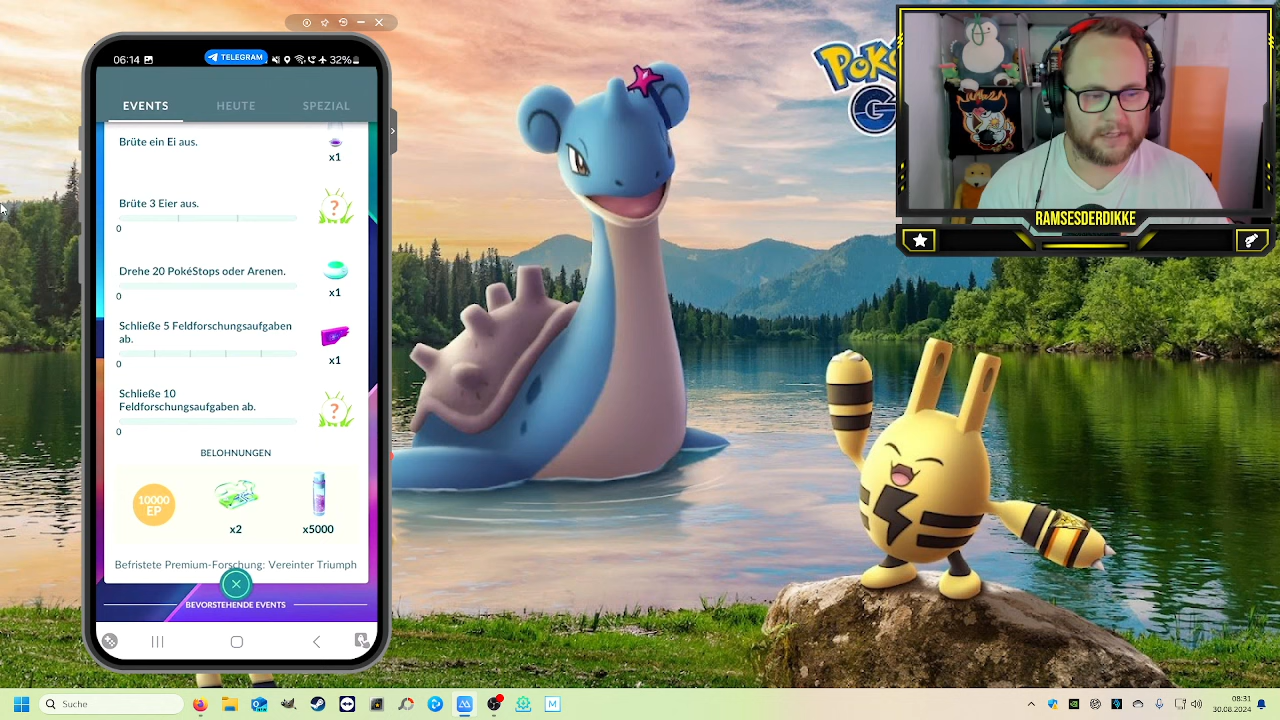 06:14
TELEGRAM
32%
EVENTS
HEUTE
SPEZIAL
Brüte ein Ei aus.
x1
Brüte 3 Eier aus.
?
0
Drehe 20 PokéStops oder Arenen.
0
x1
Schließe 5 Feldforschungsaufgaben
ab.
0
x1
Schließe 10
Feldforschungsaufgaben ab.
?
0
BELOHNUNGEN
10000
EP
x2
x5000
Befristete Premium-Forschung: Vereinter Triumph
BEVORSTEHENDE EVENTS
RAMSESDERDIKKE
Suche
08:31
30.08.2024